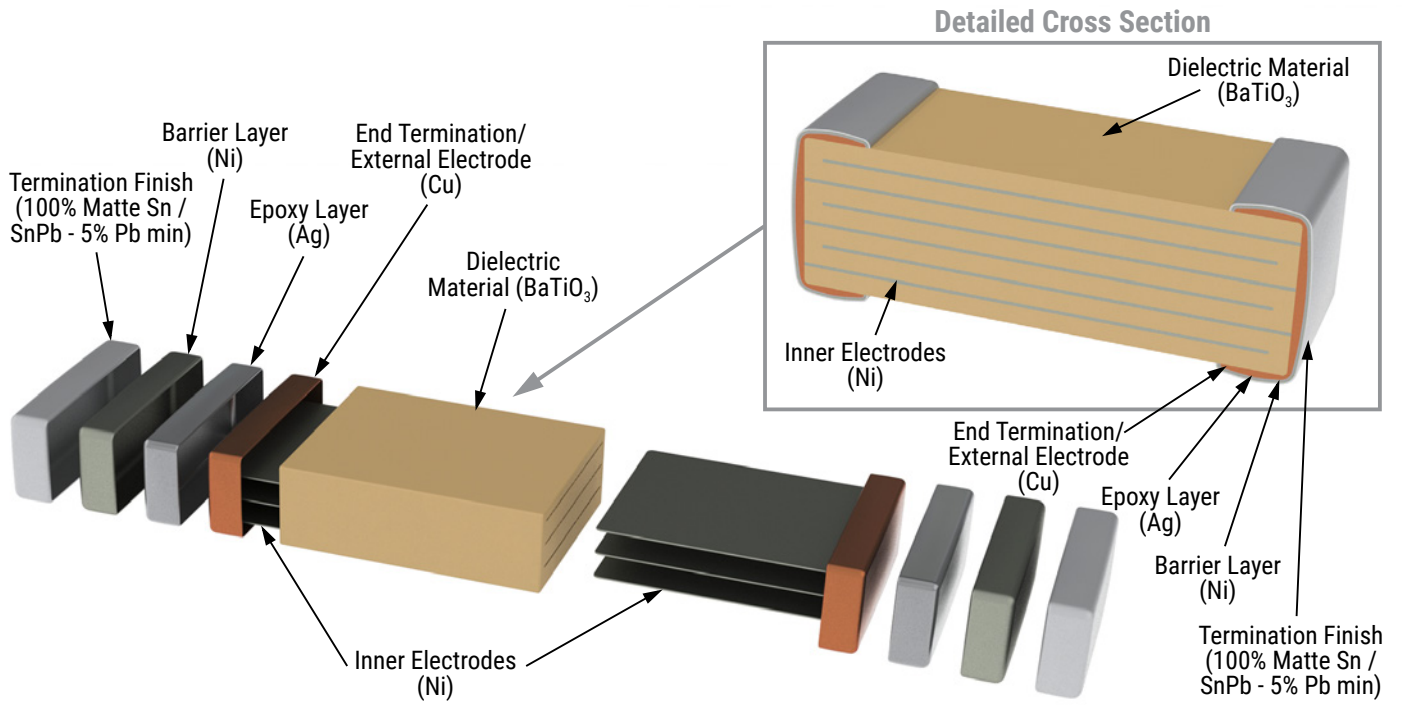 Detailed Cross Section
Dielectric Material
(BaTiO₃)
Inner Electrodes
(Ni)
Termination Finish
(100% Matte Sn /
SnPb - 5% Pb min)
Barrier Layer
(Ni)
Epoxy Layer
(Ag)
End Termination/
External Electrode
(Cu)
Dielectric
Material (BaTiO₃)
Inner Electrodes
(Ni)
End Termination/
External Electrode
(Cu)
Epoxy Layer
(Ag)
Barrier Layer
(Ni)
Termination Finish
(100% Matte Sn /
SnPb - 5% Pb min)